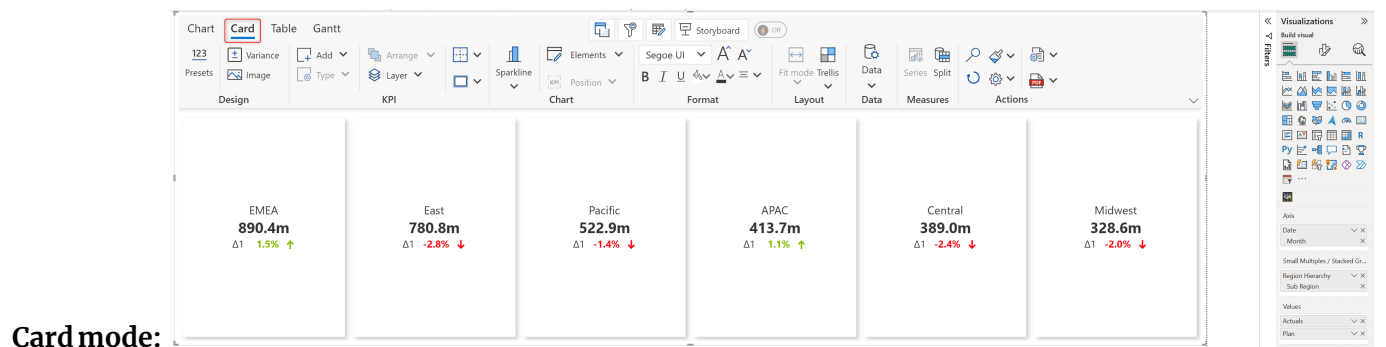 Chart Card Table Gantt Storyboard Off
123 Variance Add Arrange Elements Segoe UI A A
Presets Image Type Layer Sparkline KPI Position B I U A Fit mode Trellis Data Series Split PDF
Design KPI Chart Format Layout Data Measures Actions
EMEA East Pacific APAC Central Midwest
890.4m 780.8m 522.9m 413.7m 389.0m 328.6m
Δ1 1.5% ↑ Δ1 -2.8% ↓ Δ1 -1.4% ↓ Δ1 1.1% ↑ Δ1 -2.4% ↓ Δ1 -2.0% ↓
Card mode:
Filters
Visualizations
Build visual
R
Py
Axis
Date
Month
Small Multiples / Stacked Gr...
Region Hierarchy
Sub Region
Values
Actuals
Plan